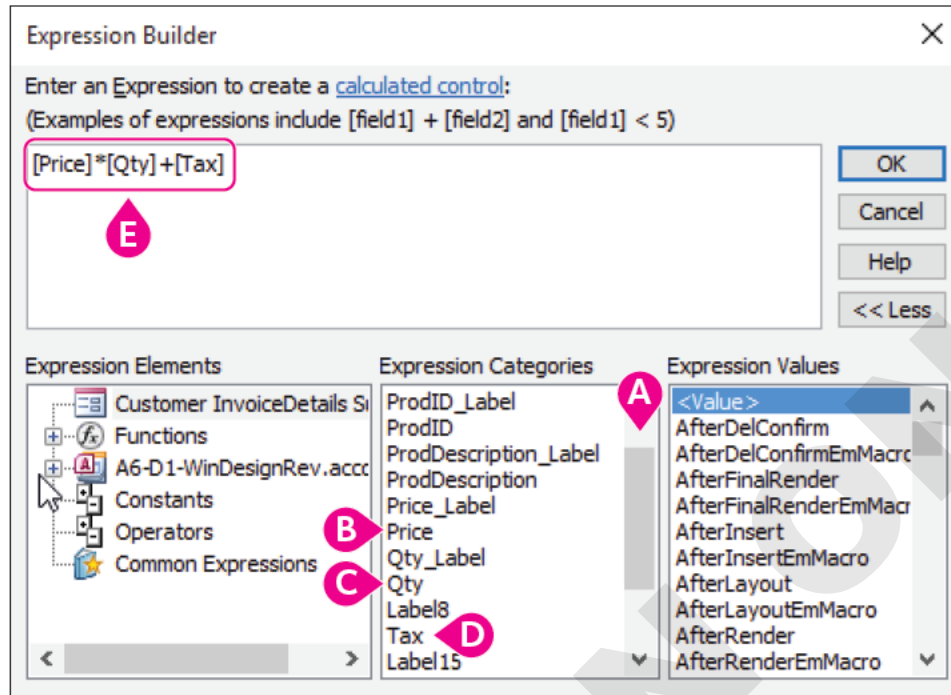 Expression Builder
Enter an Expression to create a calculated control:
(Examples of expressions include [field1] + [field2] and [field1] < 5)
[Price]*[Qty]+[Tax]
E
OK
Cancel
Help
<< Less
Expression Elements
Customer InvoiceDetails Su
Functions
A6-D1-WinDesignRev.accc
Constants
Operators
Common Expressions
Expression Categories
A
ProdID_Label
ProdID
ProdDescription_Label
ProdDescription
Price_Label
B Price
Qty_Label
C Qty
Label8
Tax D
Label15
Expression Values
<Value>
AfterDelConfirm
AfterDelConfirmEmMacrc
AfterFinalRender
AfterFinalRenderEmMacr
AfterInsert
AfterInsertEmMacro
AfterLayout
AfterLayoutEmMacro
AfterRender
AfterRenderEmMacro